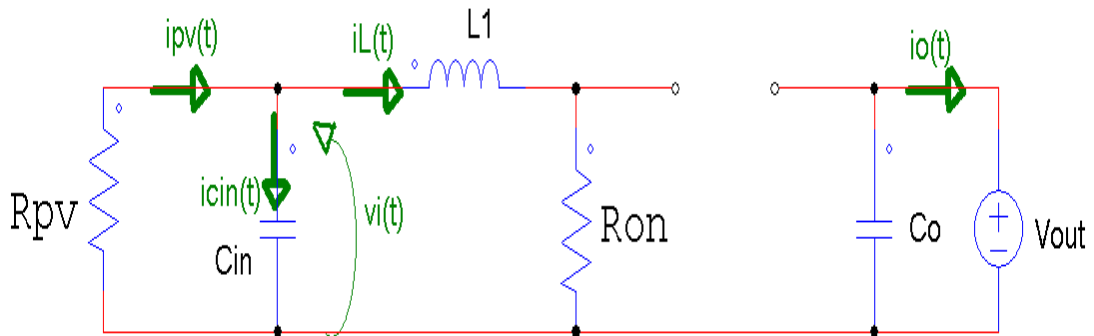 ipv(t)
iL(t)
L1
io(t)
Rpv
icin(t)
Cin
vi(t)
Ron
Co
Vout